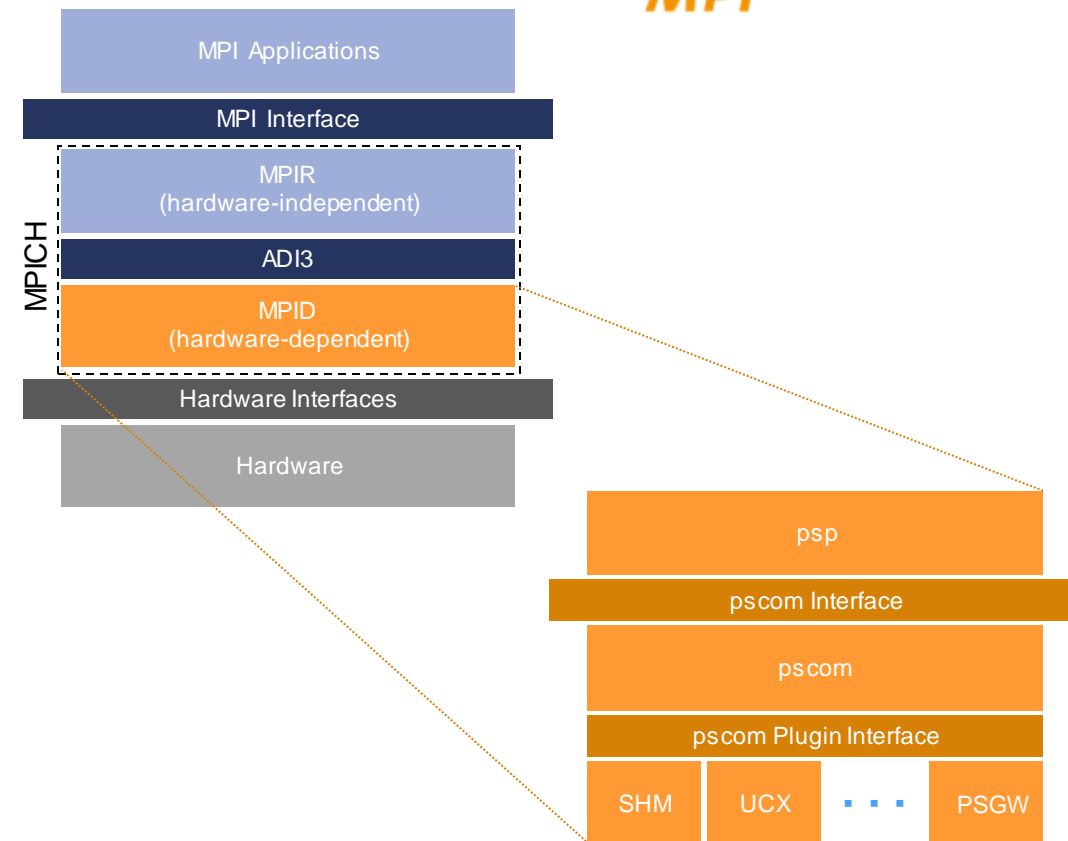 MPI
MPI Applications
MPI Interface
MPICH
MPIR
(hardware-independent)
ADI3
MPID
(hardware-dependent)
Hardware Interfaces
Hardware
psp
pscom Interface
pscom
pscom Plugin Interface
SHM
UCX
PSGW